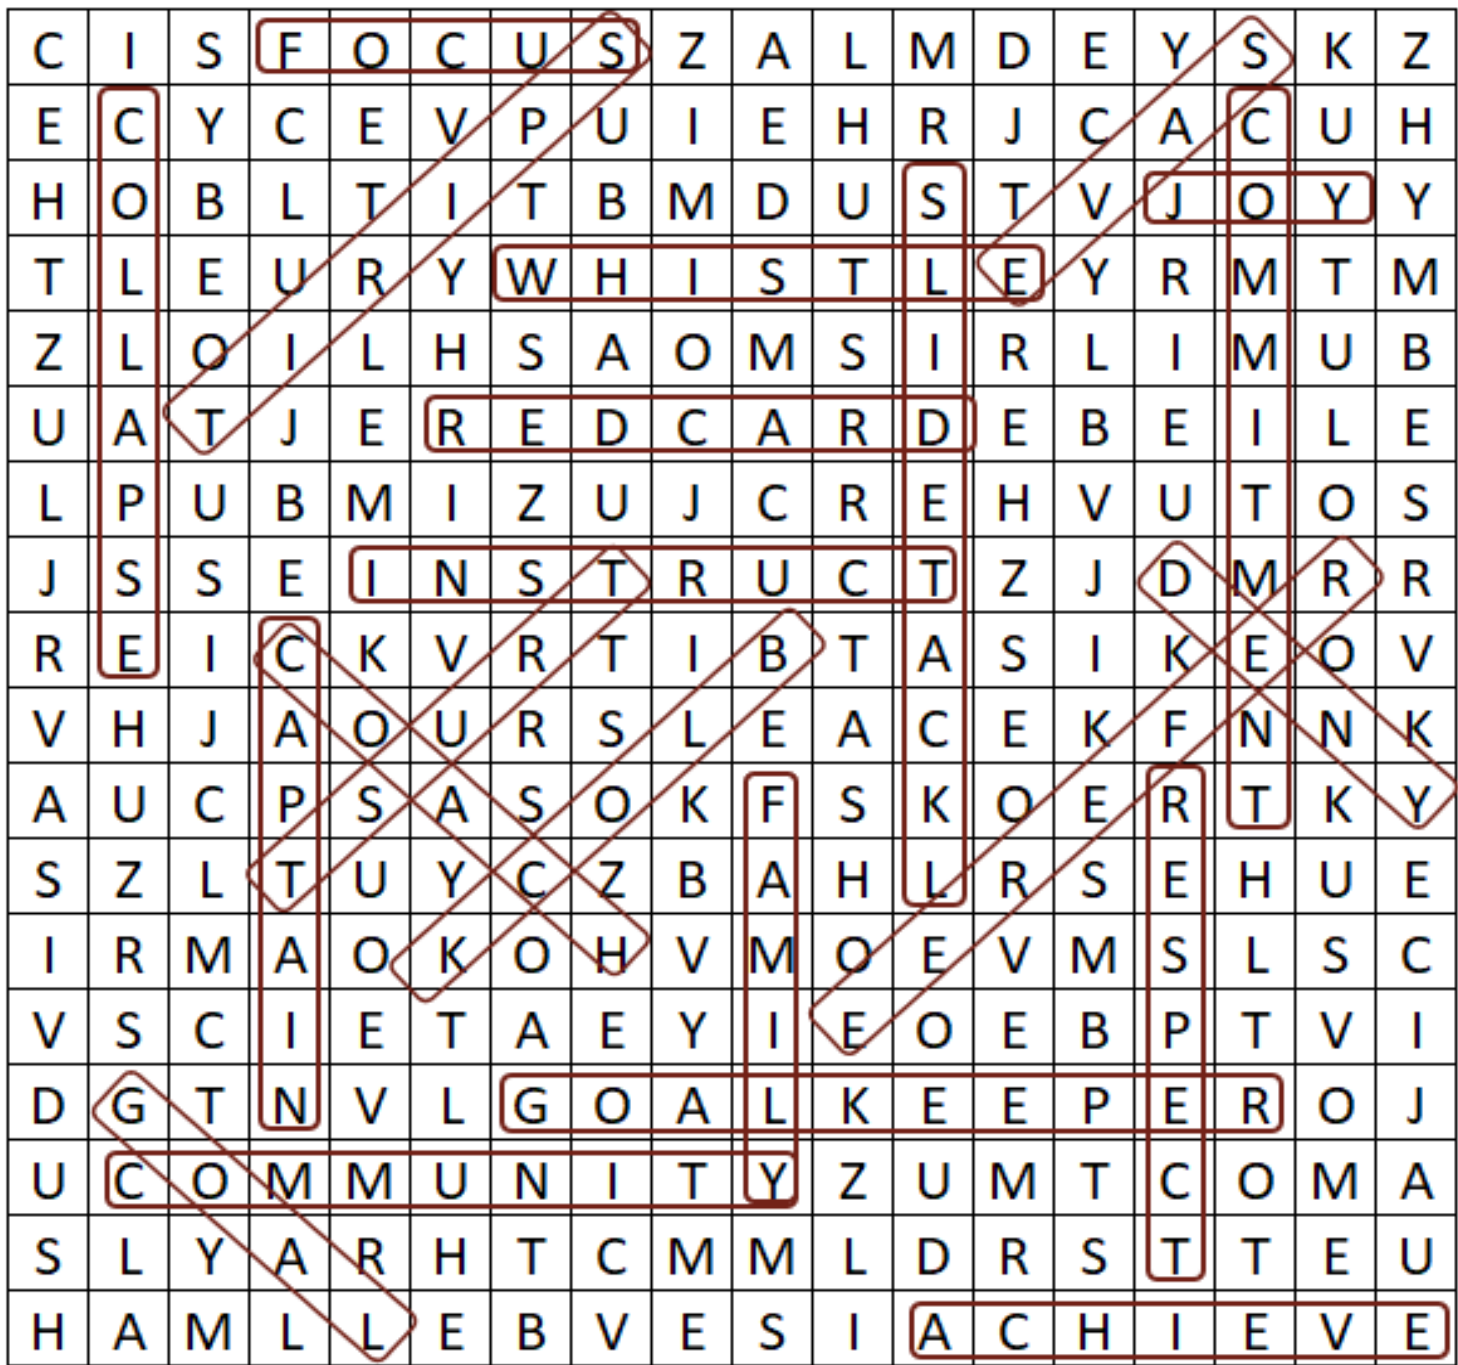 C I S F O C U S Z A L M D E Y S K Z
E C Y C E V P U I E H R J C A C U H
H O B L T I T B M D U S T V J O Y Y
T L E U R Y W H I S T L E Y R M T M
Z L O I L H S A O M S I R L I M U B
U A T J E R E D C A R D E B E I L E
L P U B M I Z U J C R E H V U T O S
J S S E I N S T R U C T Z J D M R R
R E I C K V R T I B T A S I K E O V
V H J A O U R S L E A C E K F N N K
A U C P S A S O K F S K O E R T K Y
S Z L T U Y C Z B A H L R S E H U E
I R M A O K O H V M O E V M S L S C
V S C I E T A E Y I E O E B P T V I
D G T N V L G O A L K E E P E R O J
U C O M M U N I T Y Z U M T C O M A
S L Y A R H T C M M L D R S T T E U
H A M L L E B V E S I A C H I E V E